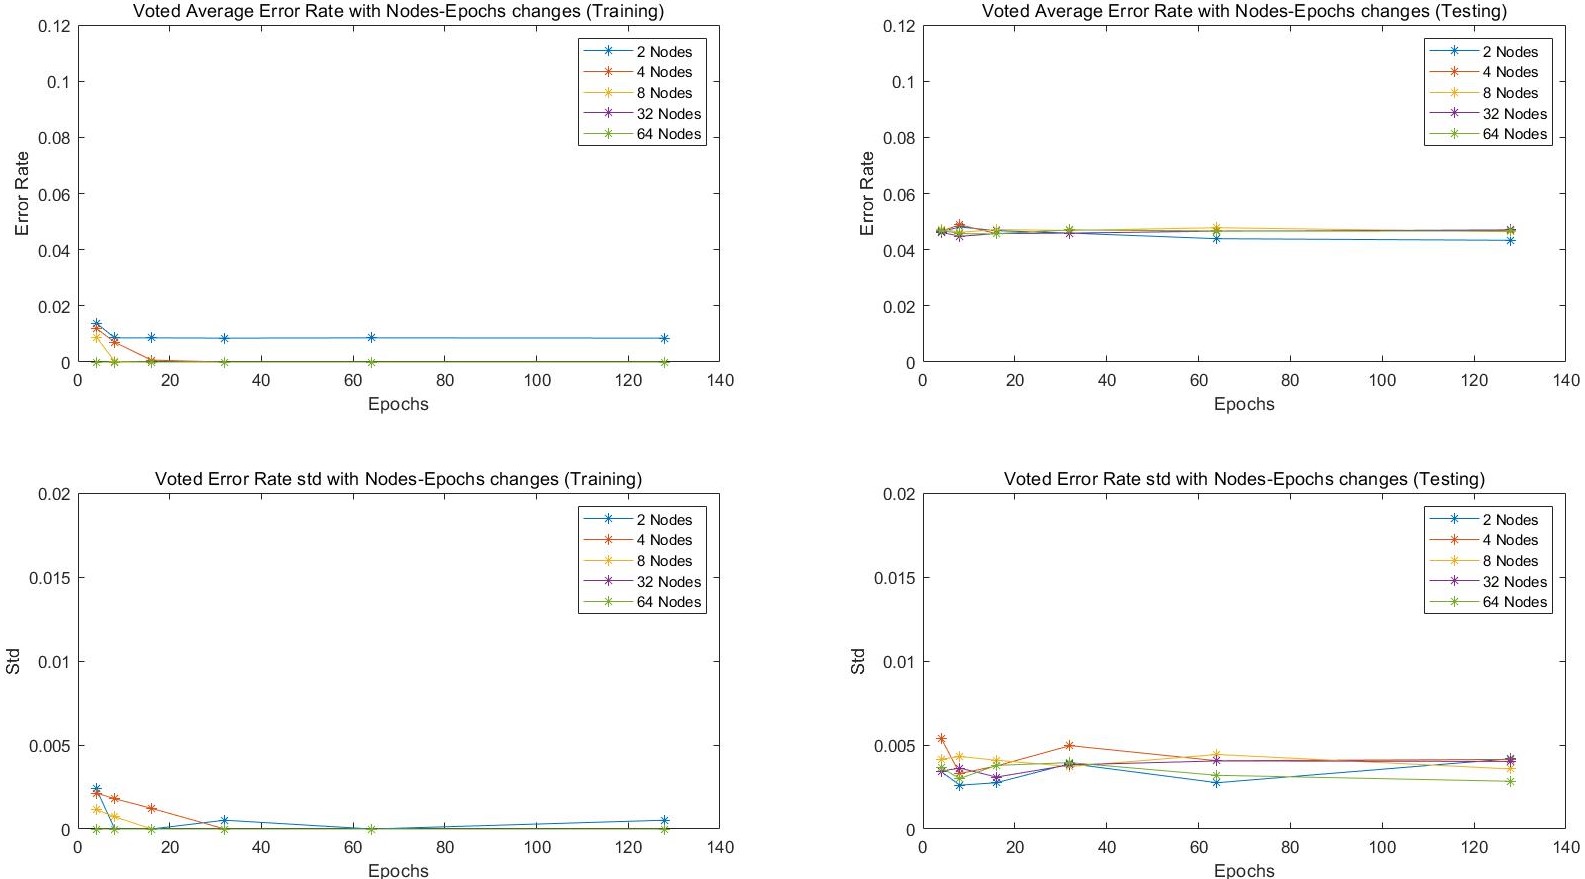 Voted Average Error Rate with Nodes-Epochs changes (Training)
0.12
0.1
0.08
0.06
0.04
0.02
0
Error Rate
2 Nodes
4 Nodes
8 Nodes
32 Nodes
64 Nodes
0 20 40 60 80 100 120 140
Epochs
Voted Average Error Rate with Nodes-Epochs changes (Testing)
0.12
0.1
0.08
0.06
0.04
0.02
0
Error Rate
2 Nodes
4 Nodes
8 Nodes
32 Nodes
64 Nodes
0 20 40 60 80 100 120 140
Epochs
Voted Error Rate std with Nodes-Epochs changes (Training)
0.02
0.015
0.01
0.005
0
Std
2 Nodes
4 Nodes
8 Nodes
32 Nodes
64 Nodes
0 20 40 60 80 100 120 140
Epochs
Voted Error Rate std with Nodes-Epochs changes (Testing)
0.02
0.015
0.01
0.005
0
Std
2 Nodes
4 Nodes
8 Nodes
32 Nodes
64 Nodes
0 20 40 60 80 100 120 140
Epochs